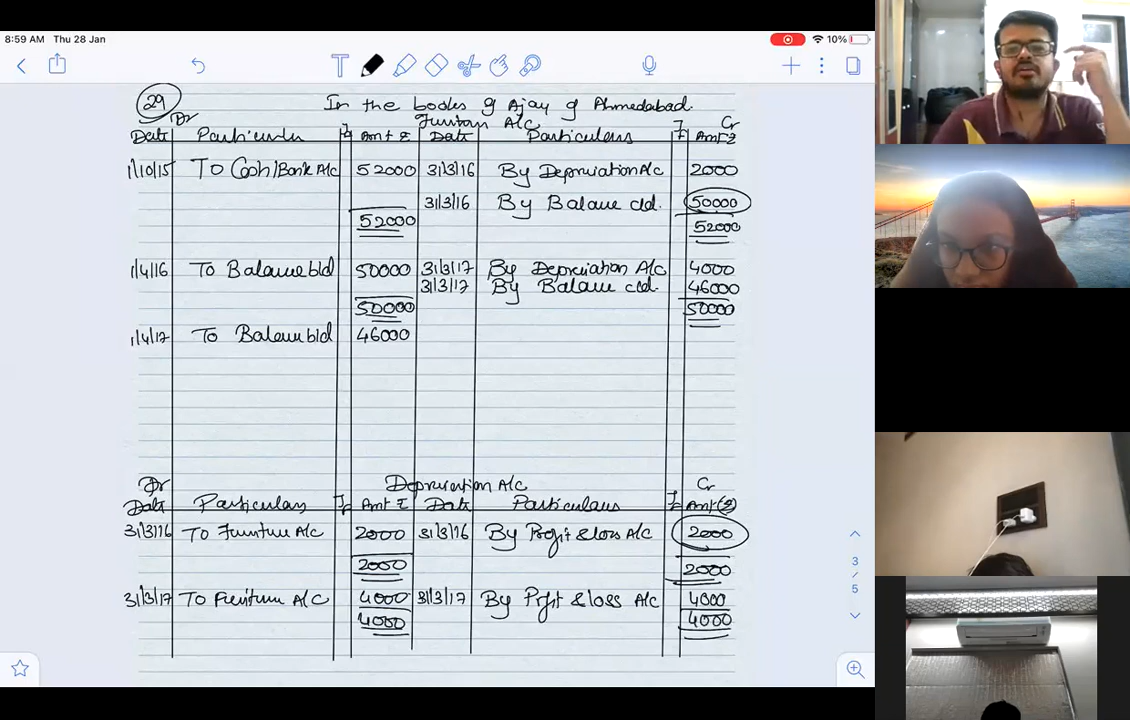 8:59 AM Thu 28 Jan
10%
T
29
In the books of Ajay of Ahmedabad.
Dr Furniture A/c Cr
Date Particulars Amt ₹ Date Particulars Amt ₹
1/10/15 To Cash/Bank A/c 52000 31/3/16 By Depreciation A/c 2000
31/3/16 By Balance c/d. 50000
52000 52000
1/4/16 To Balance b/d 50000 31/3/17 By Depreciation A/c 4000
31/3/17 By Balance c/d. 46000
50000 50000
1/4/17 To Balance b/d 46000
Dr Depreciation A/c Cr
Date Particulars Amt ₹ Date Particulars Amt (₹)
31/3/16 To Furniture A/c 2000 31/3/16 By Profit & loss A/c 2000
2000 2000
31/3/17 To Furniture A/c 4000 31/3/17 By Profit & loss A/c 4000
4000 4000
3
/
5